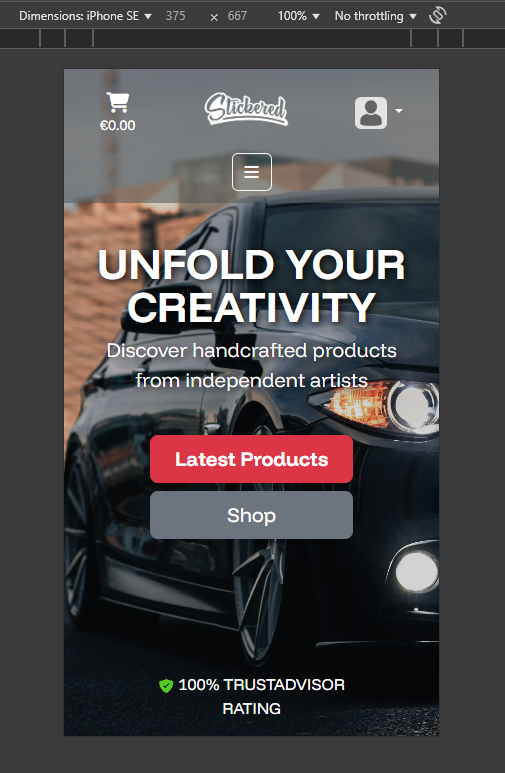 Dimensions: iPhone SE ▼ 375 × 667 100% ▼ No throttling ▼
€0.00
Stickered
UNFOLD YOUR
CREATIVITY
Discover handcrafted products
from independent artists
Latest Products
Shop
100% TRUSTADVISOR
RATING